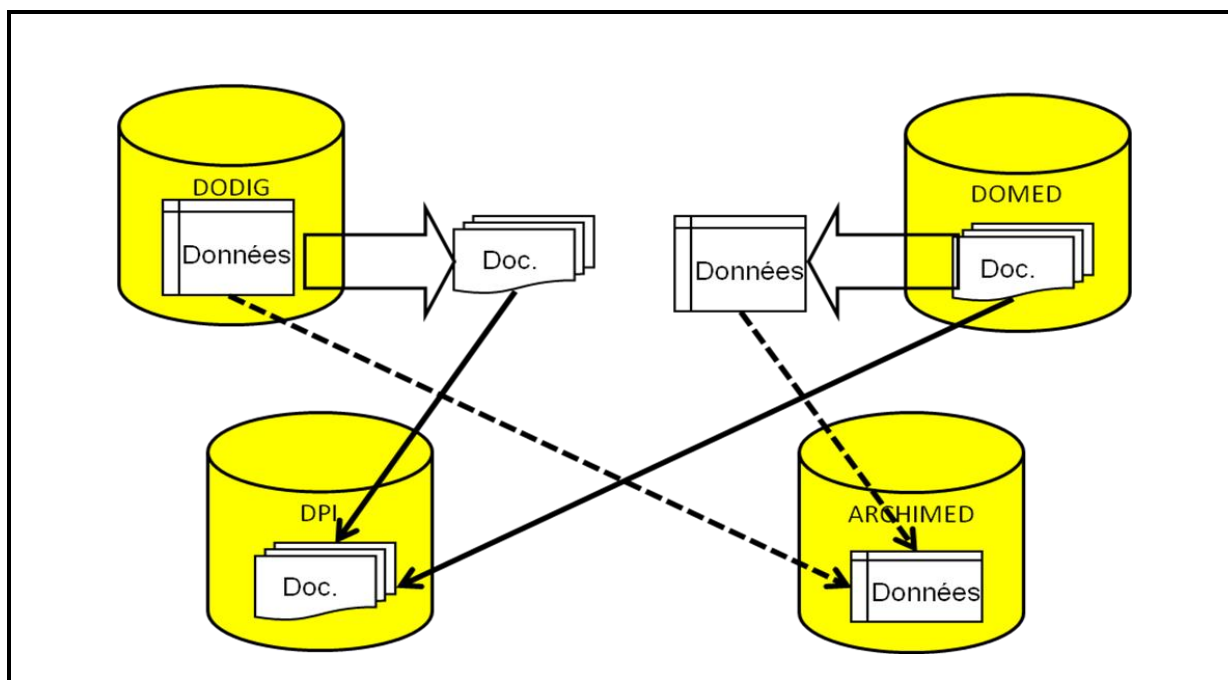 DODIG
Données
Doc.
Données
DOMED
Doc.
DPI
Doc.
ARCHIMED
Données